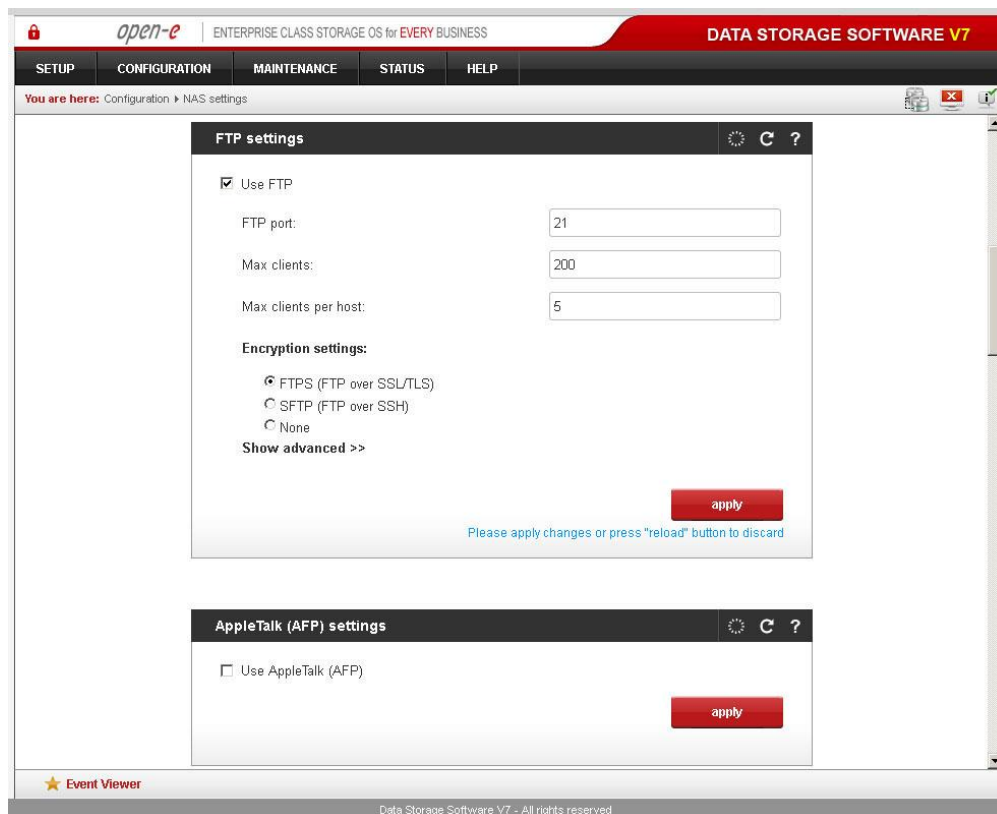 open-e ENTERPRISE CLASS STORAGE OS for EVERY BUSINESS DATA STORAGE SOFTWARE V7
SETUP CONFIGURATION MAINTENANCE STATUS HELP
You are here: Configuration ▸ NAS settings
FTP settings ?
Use FTP
FTP port: 21
Max clients: 200
Max clients per host: 5
Encryption settings:
FTPS (FTP over SSL/TLS)
SFTP (FTP over SSH)
None
Show advanced >>
apply
Please apply changes or press "reload" button to discard
AppleTalk (AFP) settings ?
Use AppleTalk (AFP)
apply
Event Viewer
Data Storage Software V7 - All rights reserved